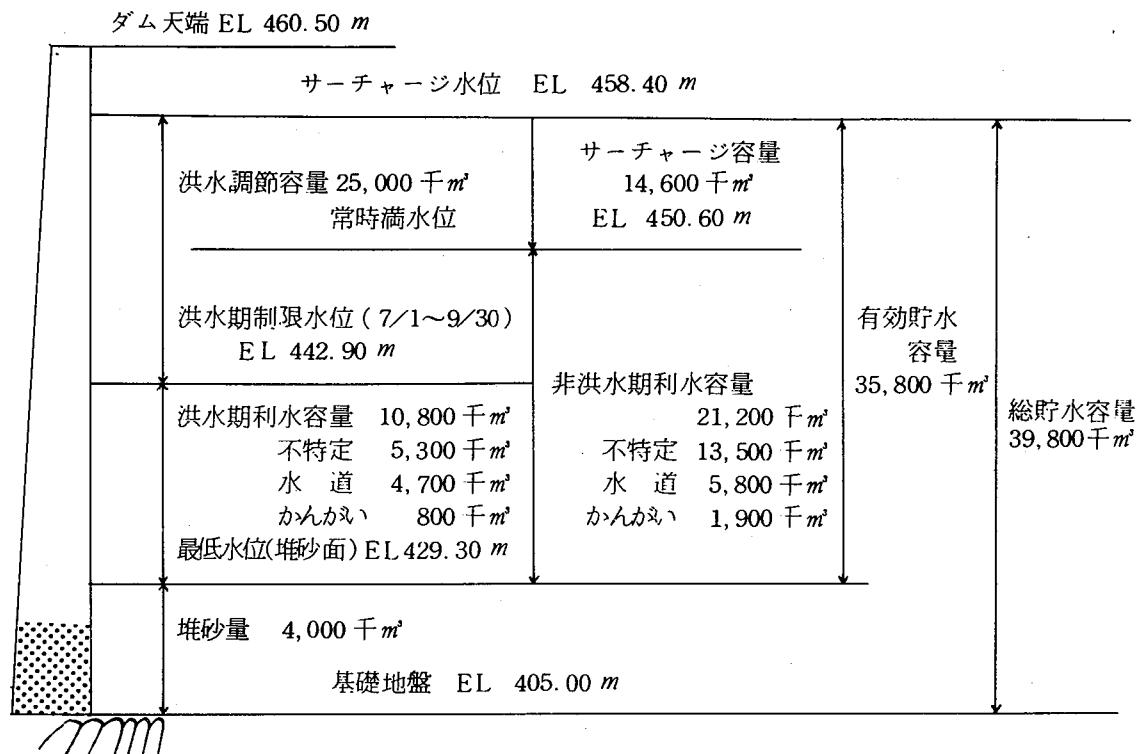 ダム天端 EL 460.50 m
サーチャージ水位 EL 458.40 m
洪水調節容量 25,000 千m³
常時満水位
サーチャージ容量
14,600 千m³
EL 450.60 m
洪水期制限水位 ( 7/1～9/30)
EL 442.90 m
洪水期利水容量 10,800 千m³
不特定 5,300 千m³
水 道 4,700 千m³
かんがい 800 千m³
最低水位(堆砂面) EL 429.30 m
非洪水期利水容量
21,200 千m³
不特定 13,500 千m³
水 道 5,800 千m³
かんがい 1,900 千m³
有効貯水
容量
35,800 千m³
総貯水容量
39,800千m³
堆砂量 4,000 千m³
基礎地盤 EL 405.00 m